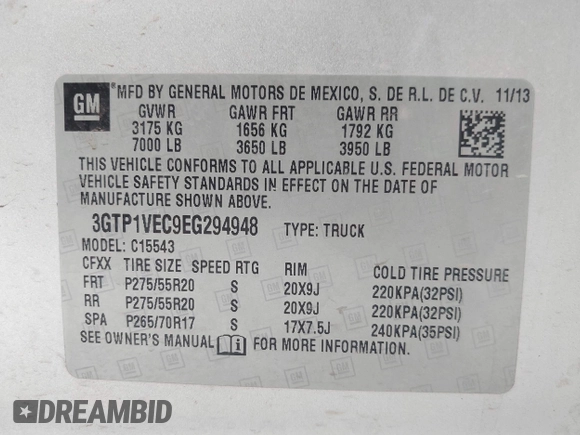 GM
® MFD BY GENERAL MOTORS DE MEXICO, S. DE R.L. DE C.V. 11/13
GVWR GAWR FRT GAWR RR
3175 KG 1656 KG 1792 KG
7000 LB 3650 LB 3950 LB
THIS VEHICLE CONFORMS TO ALL APPLICABLE U.S. FEDERAL MOTOR
VEHICLE SAFETY STANDARDS IN EFFECT ON THE DATE OF
MANUFACTURE SHOWN ABOVE.
3GTP1VEC9EG294948 TYPE: TRUCK
MODEL: C15543
CFXX TIRE SIZE SPEED RTG RIM COLD TIRE PRESSURE
FRT P275/55R20 S 20X9J 220KPA(32PSI)
RR P275/55R20 S 20X9J 220KPA(32PSI)
SPA P265/70R17 S 17X7.5J 240KPA(35PSI)
SEE OWNER'S MANUAL FOR MORE INFORMATION.
DREAMBID